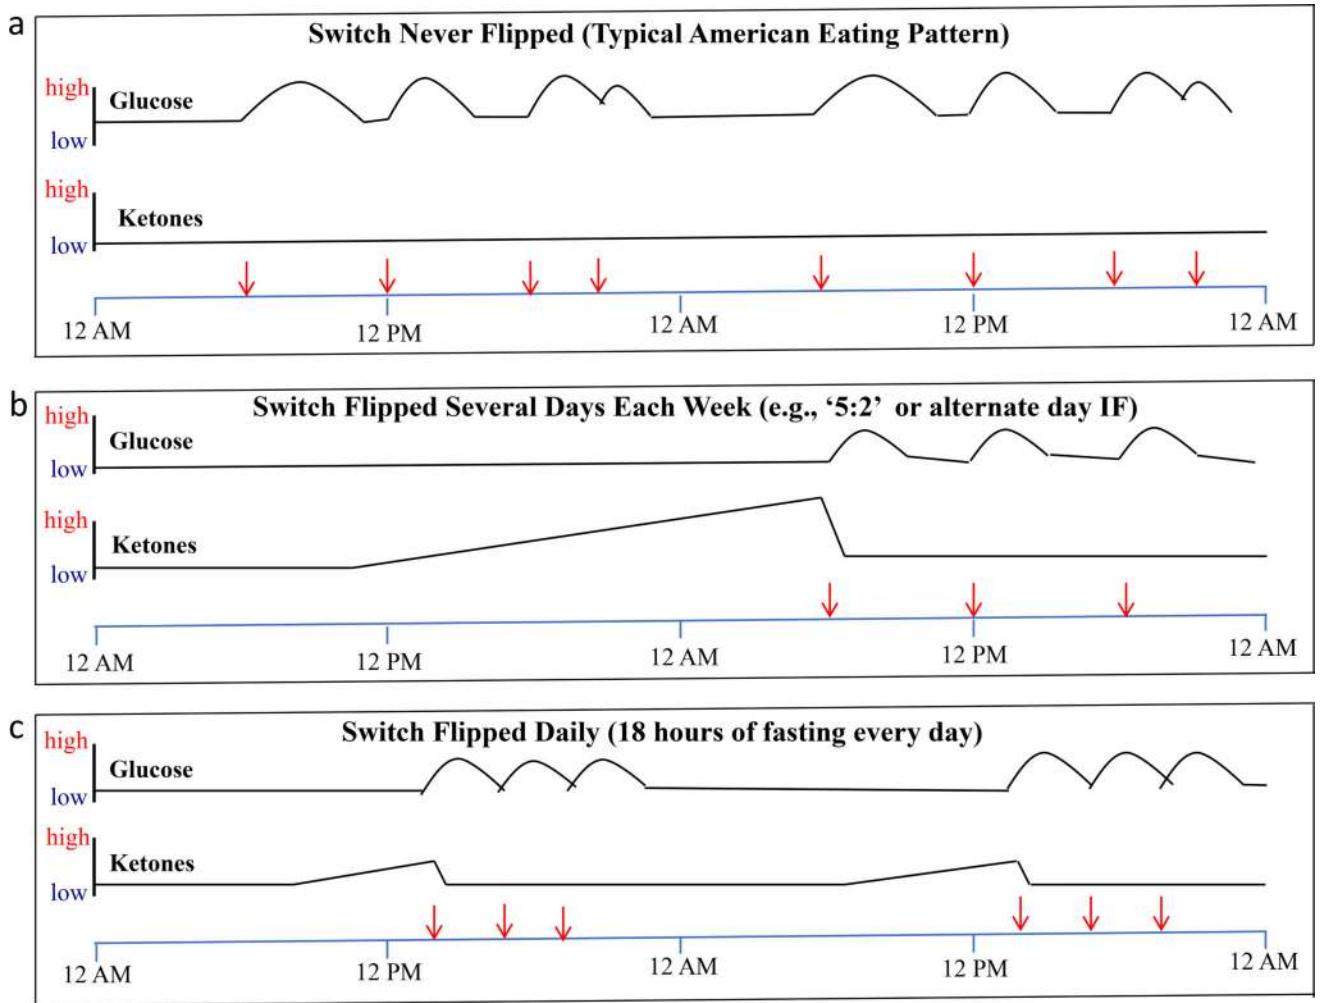 a
Switch Never Flipped (Typical American Eating Pattern)
high
Glucose
low
high
Ketones
low
12 AM 12 PM 12 AM 12 PM 12 AM
b
Switch Flipped Several Days Each Week (e.g., ‘5:2’ or alternate day IF)
high
Glucose
low
high
Ketones
low
12 AM 12 PM 12 AM 12 PM 12 AM
c
Switch Flipped Daily (18 hours of fasting every day)
high
Glucose
low
high
Ketones
low
12 AM 12 PM 12 AM 12 PM 12 AM